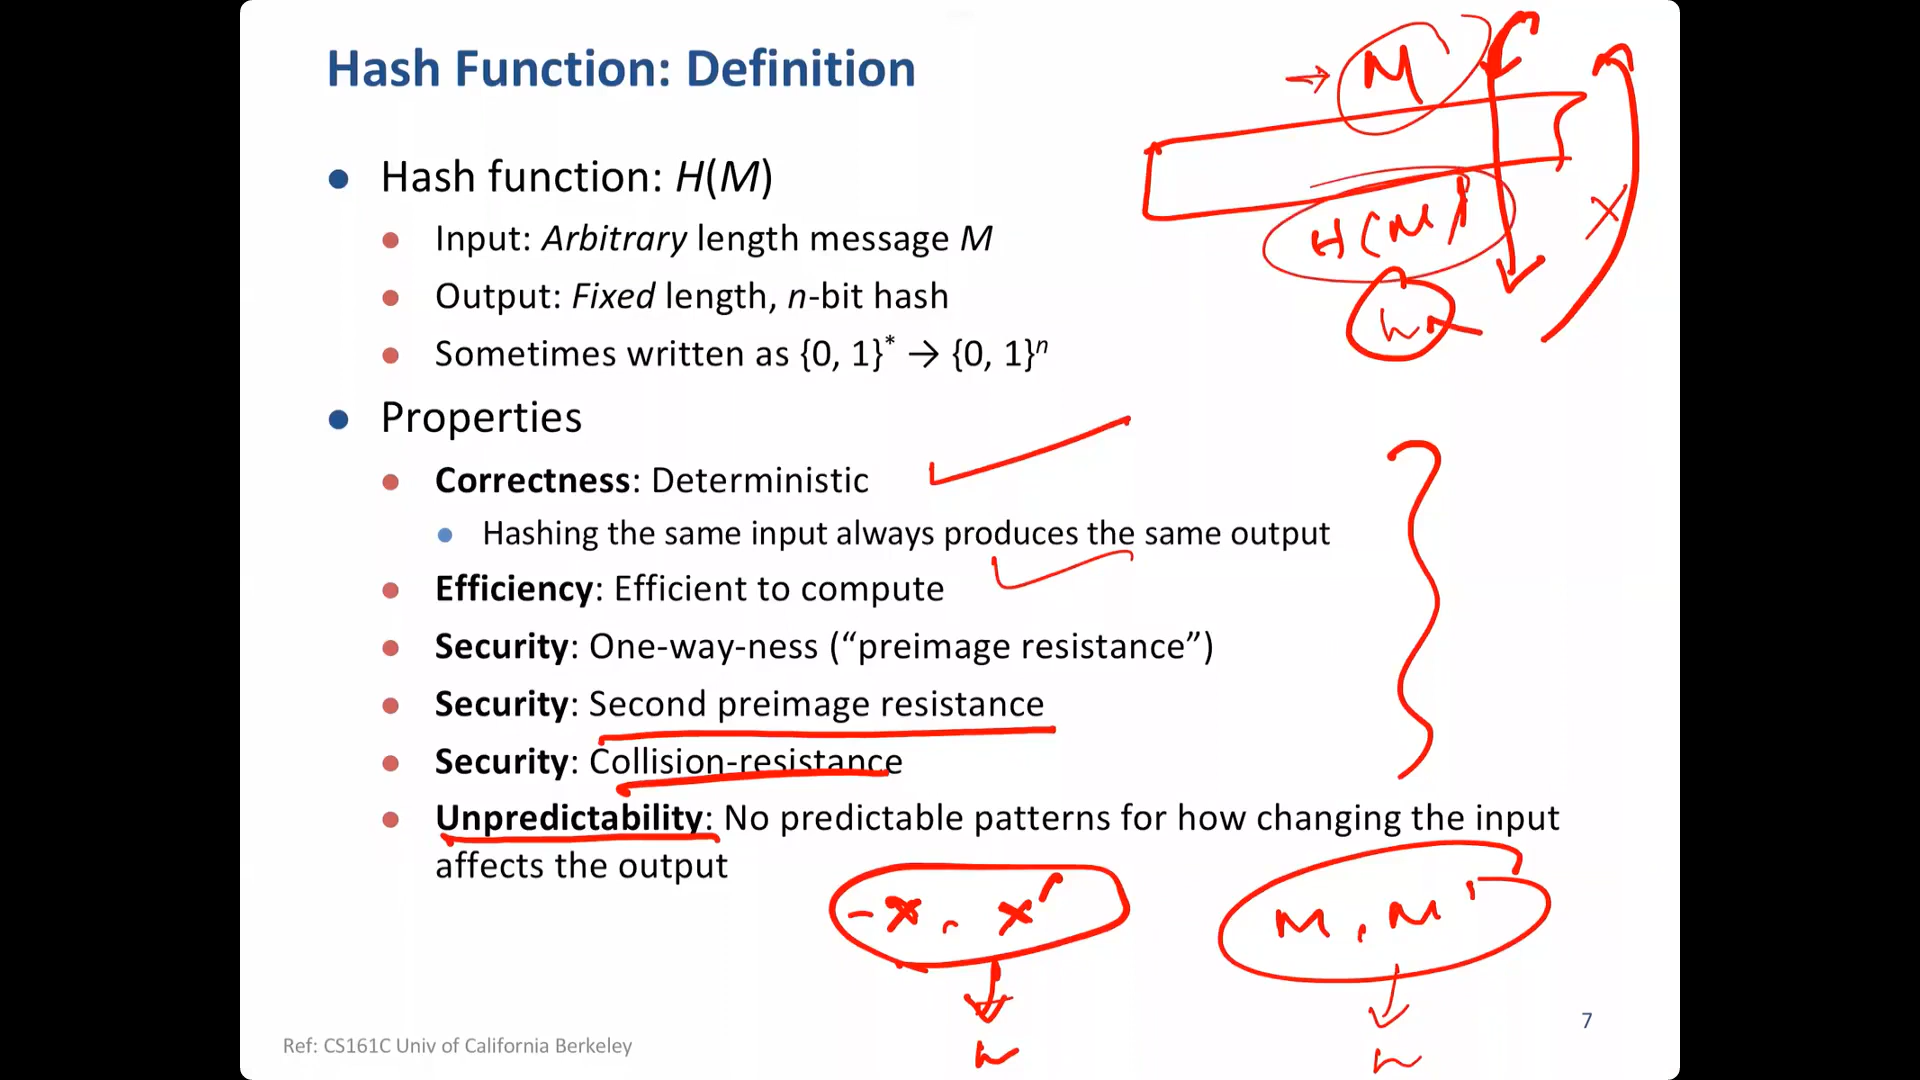 Hash Function: Definition
M
Hash function: H(M)
H(M)
Input: Arbitrary length message M
Output: Fixed length, n-bit hash
h
Sometimes written as {0, 1}* → {0, 1}ⁿ
Properties
Correctness: Deterministic
Hashing the same input always produces the same output
Efficiency: Efficient to compute
Security: One-way-ness (“preimage resistance”)
Security: Second preimage resistance
Security: Collision-resistance
Unpredictability: No predictable patterns for how changing the input
affects the output
x, x'
M, M'
7
Ref: CS161C Univ of California Berkeley